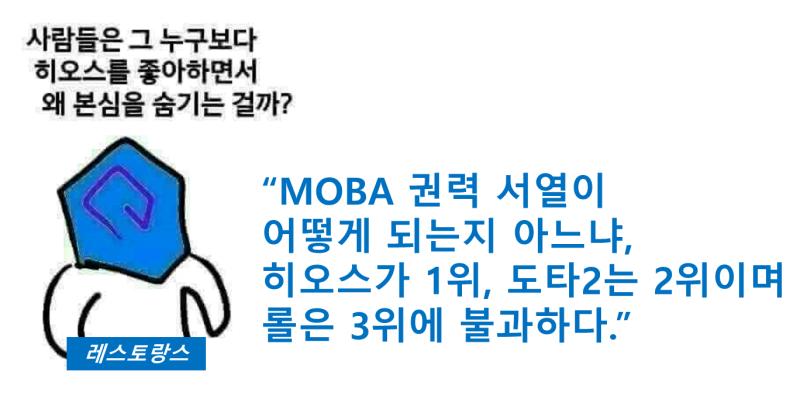 사람들은 그 누구보다
히오스를 좋아하면서
왜 본심을 숨기는 걸까?
“MOBA 권력 서열이
어떻게 되는지 아느냐,
히오스가 1위, 도타2는 2위이며
롤은 3위에 불과하다.”
레스토랑스